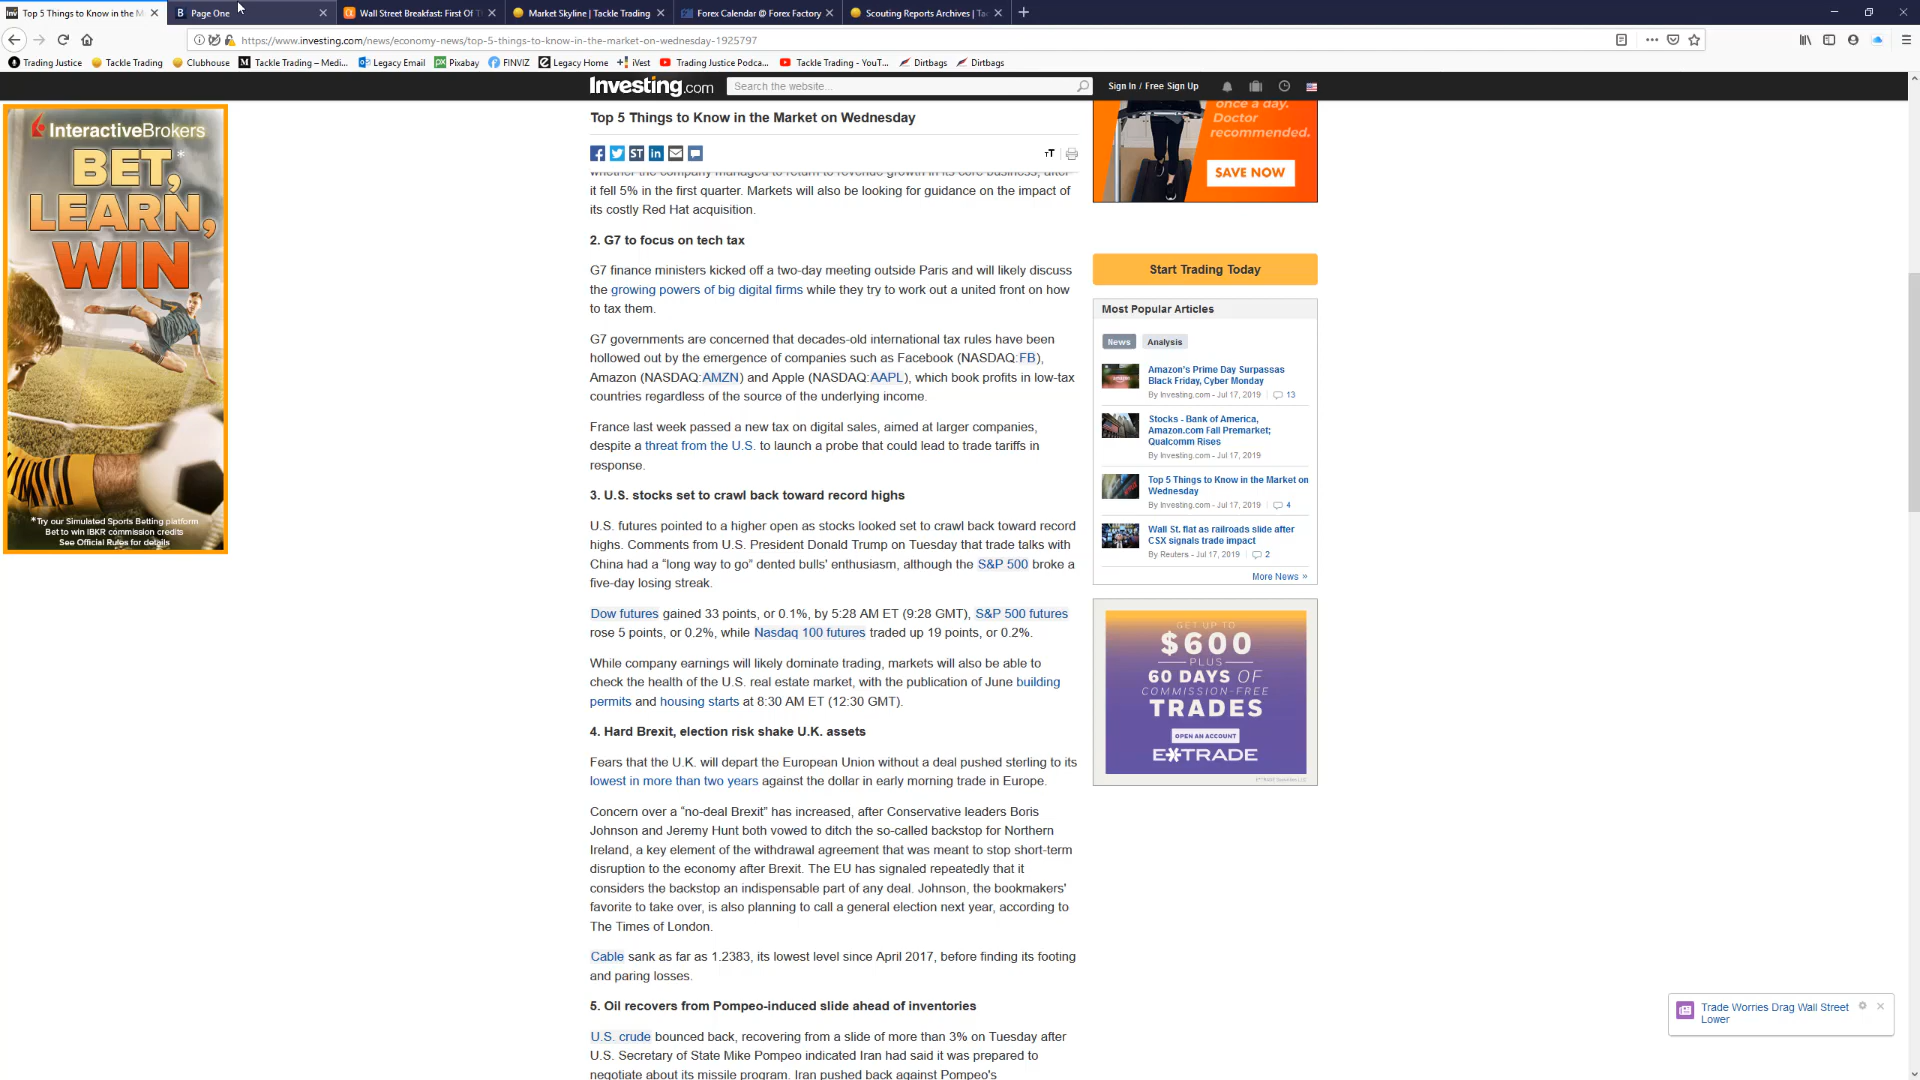 Top 5 Things to Know in the M
Page One
Wall Street Breakfast: First Of T
Market Skyline | Tackle Trading
Forex Calendar @ Forex Factory
Scouting Reports Archives | Ta
https://www.investing.com/news/economy-news/top-5-things-to-know-in-the-market-on-wednesday-1925797
Trading Justice
Tackle Trading
Clubhouse
Tackle Trading – Medi...
Legacy Email
Pixabay
FINVIZ
Legacy Home
iVest
Trading Justice Podca...
Tackle Trading - YouT...
Dirtbags
Dirtbags
Investing.com
Search the website...
Sign In / Free Sign Up
InteractiveBrokers
BET,*
LEARN,
WIN
*Try our Simulated Sports Betting platform
Bet to win IBKR commission credits
See Official Rules for details
Top 5 Things to Know in the Market on Wednesday
ST
in
TT
whether the company managed to return to revenue growth in its core business, after
it fell 5% in the first quarter. Markets will also be looking for guidance on the impact of
its costly Red Hat acquisition.
2. G7 to focus on tech tax
G7 finance ministers kicked off a two-day meeting outside Paris and will likely discuss
the growing powers of big digital firms while they try to work out a united front on how
to tax them.
G7 governments are concerned that decades-old international tax rules have been
hollowed out by the emergence of companies such as Facebook (NASDAQ:FB),
Amazon (NASDAQ:AMZN) and Apple (NASDAQ:AAPL), which book profits in low-tax
countries regardless of the source of the underlying income.
France last week passed a new tax on digital sales, aimed at larger companies,
despite a threat from the U.S. to launch a probe that could lead to trade tariffs in
response.
3. U.S. stocks set to crawl back toward record highs
U.S. futures pointed to a higher open as stocks looked set to crawl back toward record
highs. Comments from U.S. President Donald Trump on Tuesday that trade talks with
China had a “long way to go” dented bulls' enthusiasm, although the S&P 500 broke a
five-day losing streak.
Dow futures gained 33 points, or 0.1%, by 5:28 AM ET (9:28 GMT), S&P 500 futures
rose 5 points, or 0.2%, while Nasdaq 100 futures traded up 19 points, or 0.2%.
While company earnings will likely dominate trading, markets will also be able to
check the health of the U.S. real estate market, with the publication of June building
permits and housing starts at 8:30 AM ET (12:30 GMT).
4. Hard Brexit, election risk shake U.K. assets
Fears that the U.K. will depart the European Union without a deal pushed sterling to its
lowest in more than two years against the dollar in early morning trade in Europe.
Concern over a “no-deal Brexit” has increased, after Conservative leaders Boris
Johnson and Jeremy Hunt both vowed to ditch the so-called backstop for Northern
Ireland, a key element of the withdrawal agreement that was meant to stop short-term
disruption to the economy after Brexit. The EU has signaled repeatedly that it
considers the backstop an indispensable part of any deal. Johnson, the bookmakers'
favorite to take over, is also planning to call a general election next year, according to
The Times of London.
Cable sank as far as 1.2383, its lowest level since April 2017, before finding its footing
and paring losses.
5. Oil recovers from Pompeo-induced slide ahead of inventories
U.S. crude bounced back, recovering from a slide of more than 3% on Tuesday after
U.S. Secretary of State Mike Pompeo indicated Iran had said it was prepared to
negotiate about its missile program. Iran pushed back against Pompeo's
once a day.
Doctor
recommended.
SAVE NOW
Start Trading Today
Most Popular Articles
News
Analysis
Amazon's Prime Day Surpassas
Black Friday, Cyber Monday
By Investing.com - Jul 17, 2019 | 13
Stocks - Bank of America,
Amazon.com Fall Premarket;
Qualcomm Rises
By Investing.com - Jul 17, 2019
Top 5 Things to Know in the Market on
Wednesday
By Investing.com - Jul 17, 2019 | 4
Wall St. flat as railroads slide after
CSX signals trade impact
By Reuters - Jul 17, 2019 | 2
More News »
GET UP TO
$600
PLUS
60 DAYS OF
COMMISSION-FREE
TRADES
OPEN AN ACCOUNT
E*TRADE
Trade Worries Drag Wall Street
Lower